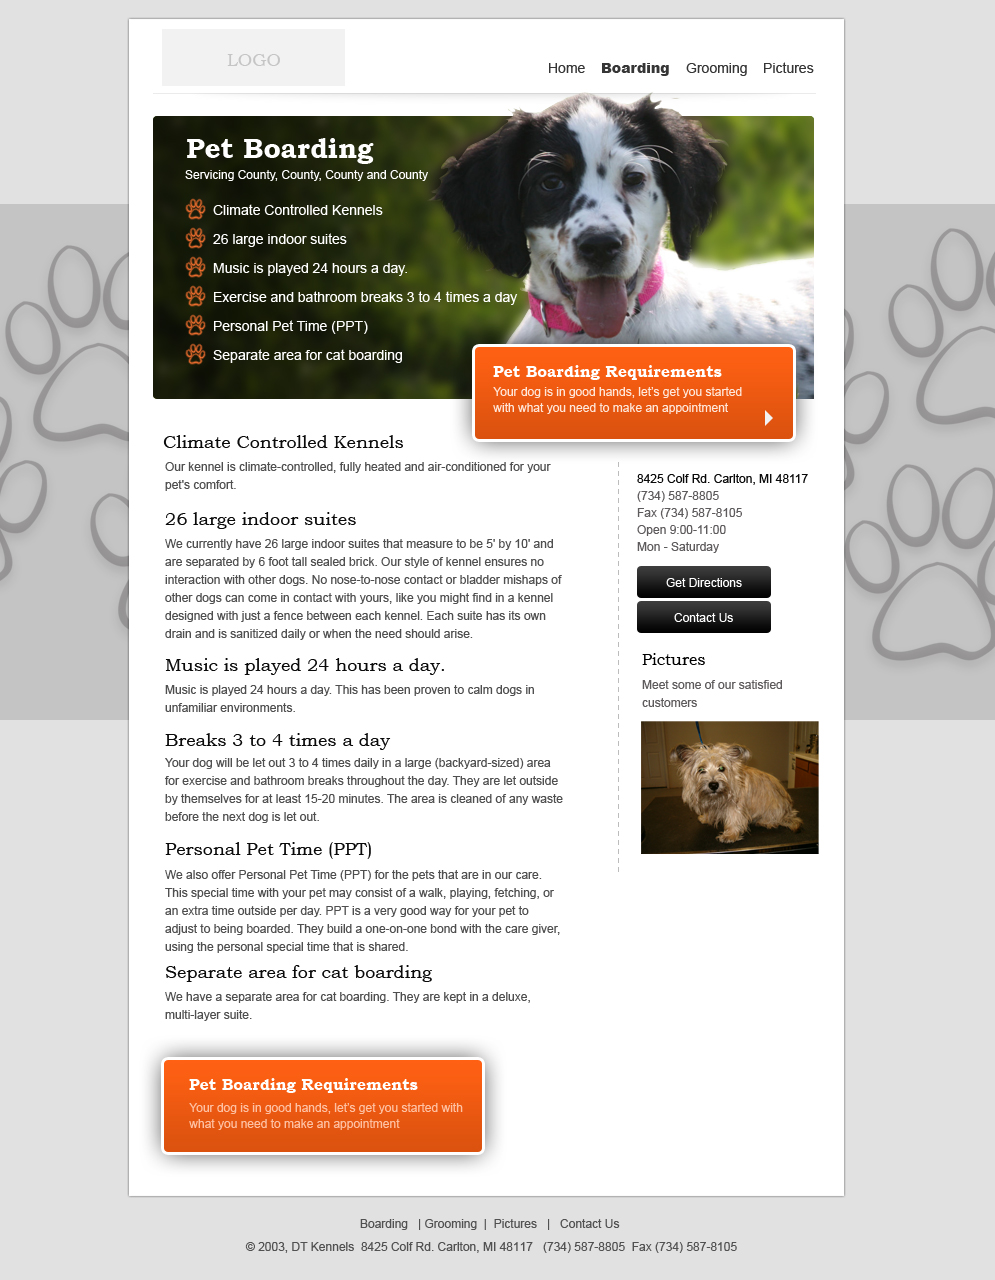 LOGO
Home Boarding Grooming Pictures
Pet Boarding
Servicing County, County, County and County
Climate Controlled Kennels
26 large indoor suites
Music is played 24 hours a day.
Exercise and bathroom breaks 3 to 4 times a day
Personal Pet Time (PPT)
Separate area for cat boarding
Pet Boarding Requirements
Your dog is in good hands, let's get you started
with what you need to make an appointment
Climate Controlled Kennels
Our kennel is climate-controlled, fully heated and air-conditioned for your
pet's comfort.
26 large indoor suites
We currently have 26 large indoor suites that measure to be 5' by 10' and
are separated by 6 foot tall sealed brick. Our style of kennel ensures no
interaction with other dogs. No nose-to-nose contact or bladder mishaps of
other dogs can come in contact with yours, like you might find in a kennel
designed with just a fence between each kennel. Each suite has its own
drain and is sanitized daily or when the need should arise.
Music is played 24 hours a day.
Music is played 24 hours a day. This has been proven to calm dogs in
unfamiliar environments.
Breaks 3 to 4 times a day
Your dog will be let out 3 to 4 times daily in a large (backyard-sized) area
for exercise and bathroom breaks throughout the day. They are let outside
by themselves for at least 15-20 minutes. The area is cleaned of any waste
before the next dog is let out.
Personal Pet Time (PPT)
We also offer Personal Pet Time (PPT) for the pets that are in our care.
This special time with your pet may consist of a walk, playing, fetching, or
an extra time outside per day. PPT is a very good way for your pet to
adjust to being boarded. They build a one-on-one bond with the care giver,
using the personal special time that is shared.
Separate area for cat boarding
We have a separate area for cat boarding. They are kept in a deluxe,
multi-layer suite.
8425 Colf Rd. Carlton, MI 48117
(734) 587-8805
Fax (734) 587-8105
Open 9:00-11:00
Mon - Saturday
Get Directions
Contact Us
Pictures
Meet some of our satisfied
customers
Pet Boarding Requirements
Your dog is in good hands, let's get you started with
what you need to make an appointment
Boarding | Grooming | Pictures | Contact Us
© 2003, DT Kennels 8425 Colf Rd. Carlton, MI 48117 (734) 587-8805 Fax (734) 587-8105